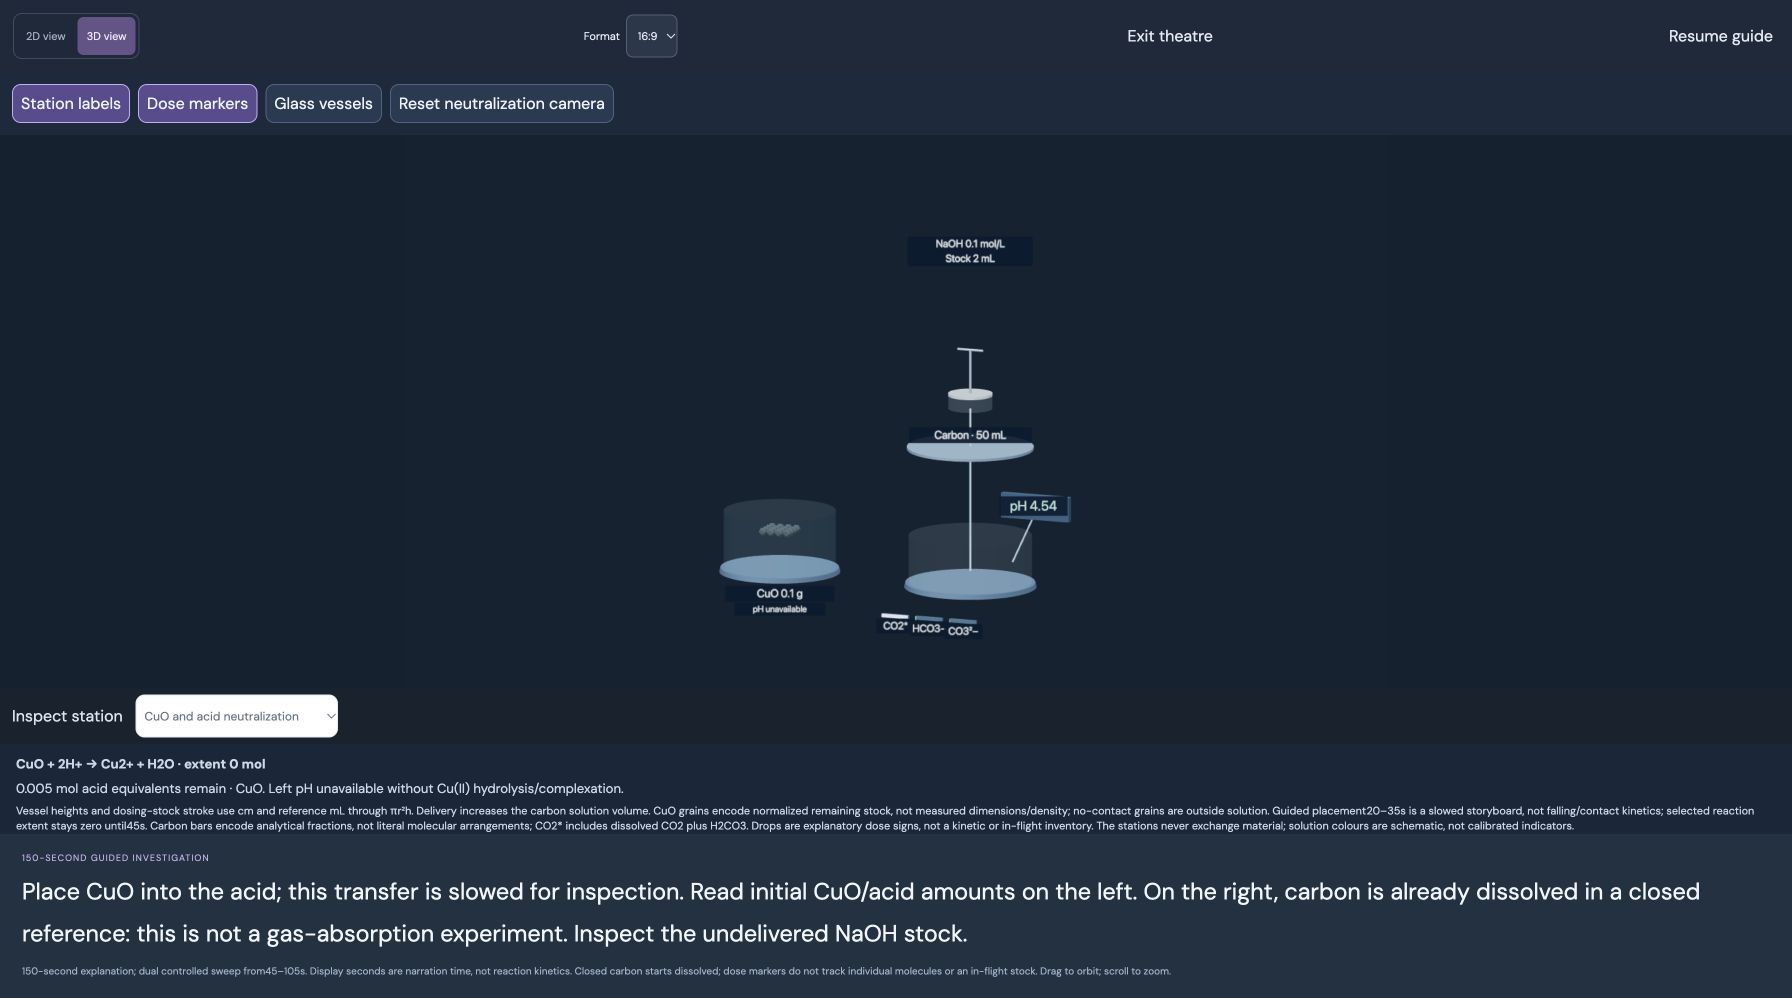 2D view
3D view
Format
16:9
Exit theatre
Resume guide
Station labels
Dose markers
Glass vessels
Reset neutralization camera
NaOH 0.1 mol/L
Stock 2 mL
Carbon · 50 mL
pH 4.54
CuO 0.1 g
pH unavailable
CO2*
HCO3-
CO3²–
Inspect station
CuO and acid neutralization
CuO + 2H+ → Cu2+ + H2O · extent 0 mol
0.005 mol acid equivalents remain · CuO. Left pH unavailable without Cu(II) hydrolysis/complexation.
Vessel heights and dosing-stock stroke use cm and reference mL through πr²h. Delivery increases the carbon solution volume. CuO grains encode normalized remaining stock, not measured dimensions/density; no-contact grains are outside solution. Guided placement20–35s is a slowed storyboard, not falling/contact kinetics; selected reaction
extent stays zero until45s. Carbon bars encode analytical fractions, not literal molecular arrangements; CO2* includes dissolved CO2 plus H2CO3. Drops are explanatory dose signs, not a kinetic or in-flight inventory. The stations never exchange material; solution colours are schematic, not calibrated indicators.
150-SECOND GUIDED INVESTIGATION
Place CuO into the acid; this transfer is slowed for inspection. Read initial CuO/acid amounts on the left. On the right, carbon is already dissolved in a closed
reference: this is not a gas-absorption experiment. Inspect the undelivered NaOH stock.
150-second explanation; dual controlled sweep from45–105s. Display seconds are narration time, not reaction kinetics. Closed carbon starts dissolved; dose markers do not track individual molecules or an in-flight stock. Drag to orbit; scroll to zoom.